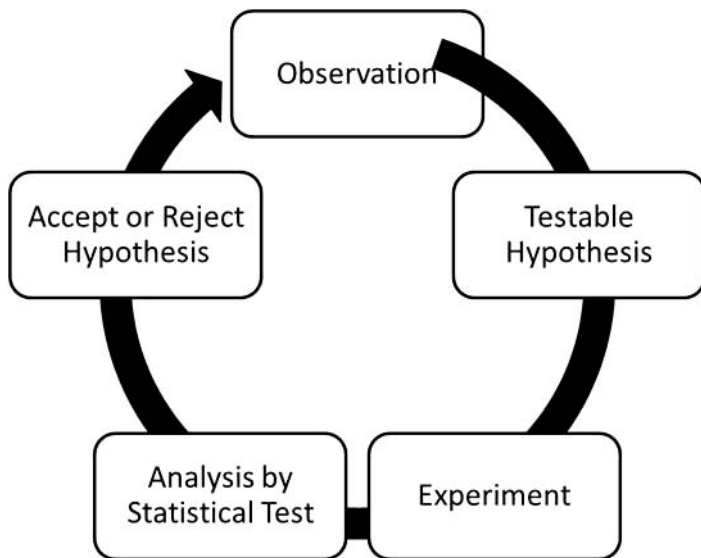 Observation
Testable
Hypothesis
Experiment
Analysis by
Statistical Test
Accept or Reject
Hypothesis